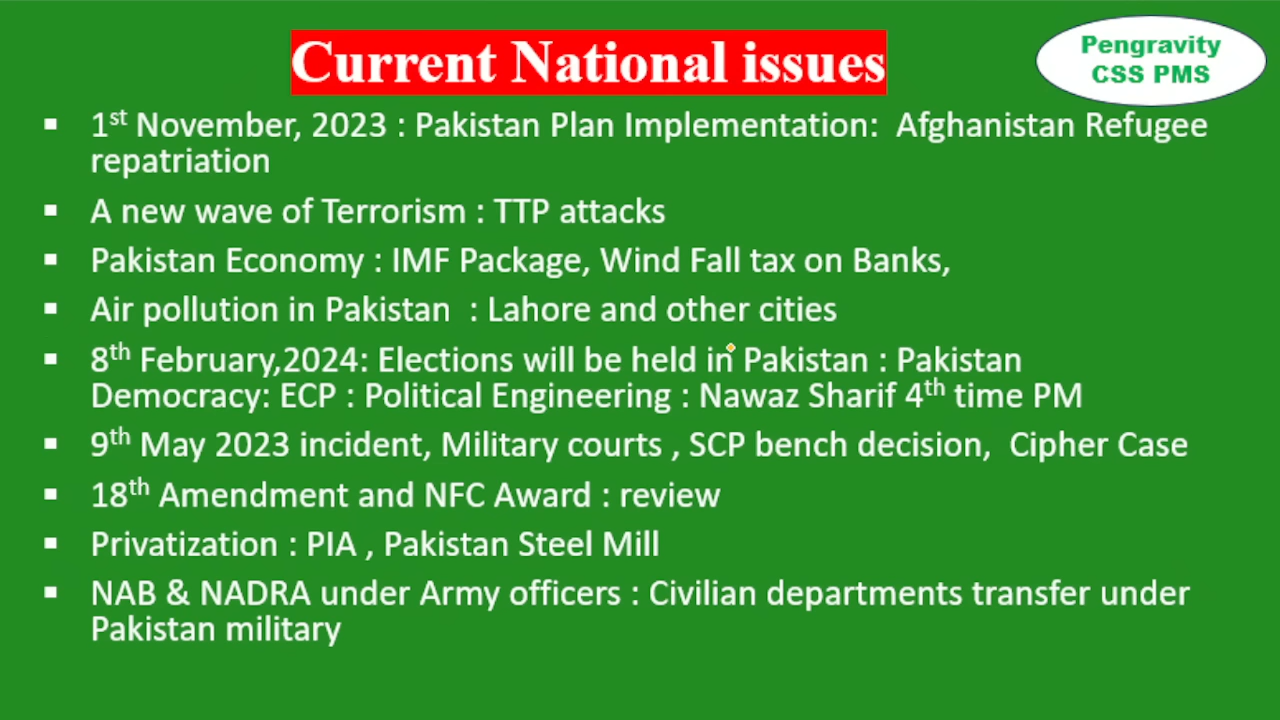 Current National issues
Pengravity
CSS PMS
▪ 1st November, 2023 : Pakistan Plan Implementation: Afghanistan Refugee
repatriation
▪ A new wave of Terrorism : TTP attacks
▪ Pakistan Economy : IMF Package, Wind Fall tax on Banks,
▪ Air pollution in Pakistan : Lahore and other cities
▪ 8th February,2024: Elections will be held in Pakistan : Pakistan
Democracy: ECP : Political Engineering : Nawaz Sharif 4th time PM
▪ 9th May 2023 incident, Military courts , SCP bench decision, Cipher Case
▪ 18th Amendment and NFC Award : review
▪ Privatization : PIA , Pakistan Steel Mill
▪ NAB & NADRA under Army officers : Civilian departments transfer under
Pakistan military